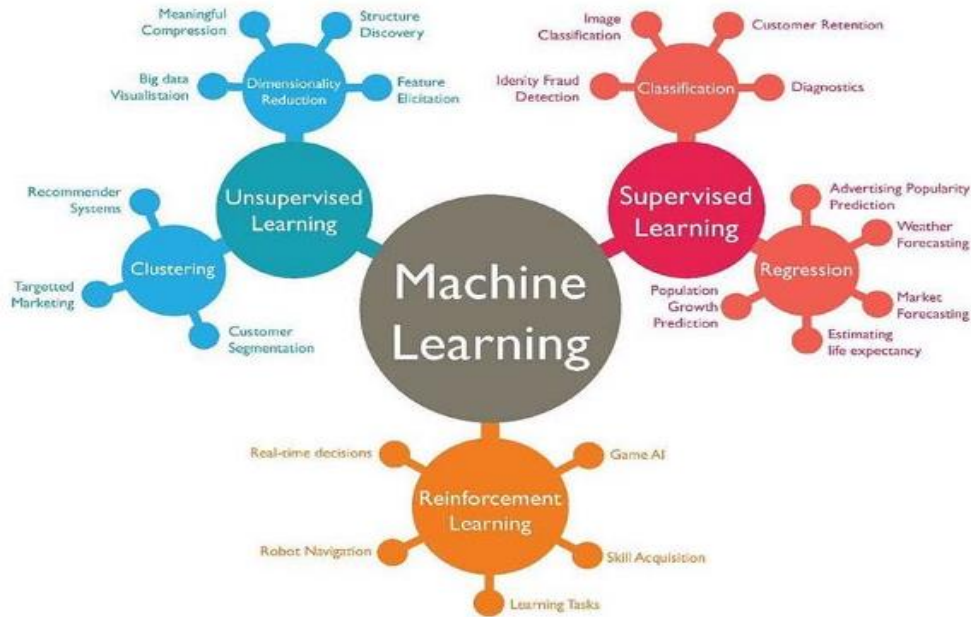 Meaningful
Compression
Structure
Discovery
Big data
Visualistaion
Dimensionality
Reduction
Feature
Elicitation
Unsupervised
Learning
Recommender
Systems
Clustering
Targetted
Marketing
Customer
Segmentation
Machine
Learning
Image
Classification
Customer Retention
Idenity Fraud
Detection
Classification
Diagnostics
Supervised
Learning
Advertising Popularity
Prediction
Weather
Forecasting
Regression
Population
Growth
Prediction
Market
Forecasting
Estimating
life expectancy
Real-time decisions
Game AI
Reinforcement
Learning
Robot Navigation
Skill Acquisition
Learning Tasks